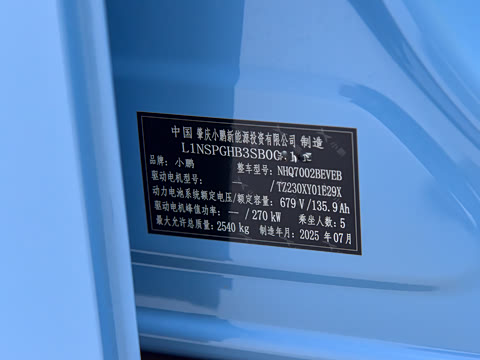 中国 肇庆小鹏新能源投资有限公司 制造
L1NSPGHB3SB0G
品牌: 小鹏 整车型号: NHQ7002BEVEB
驱动电机型号: — /TZ230XY01E29X
动力电池系统额定电压/额定容量: 679 V/135.9 Ah
驱动电机峰值功率: — /270 kW 乘坐人数: 5
最大允许总质量: 2540 kg 制造年月: 2025 年 07 月